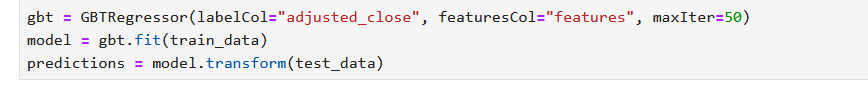 gbt = GBTRegressor(labelCol="adjusted_close", featuresCol="features", maxIter=50)
model = gbt.fit(train_data)
predictions = model.transform(test_data)